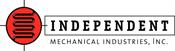 INDEPENDENT
MECHANICAL INDUSTRIES, INC.